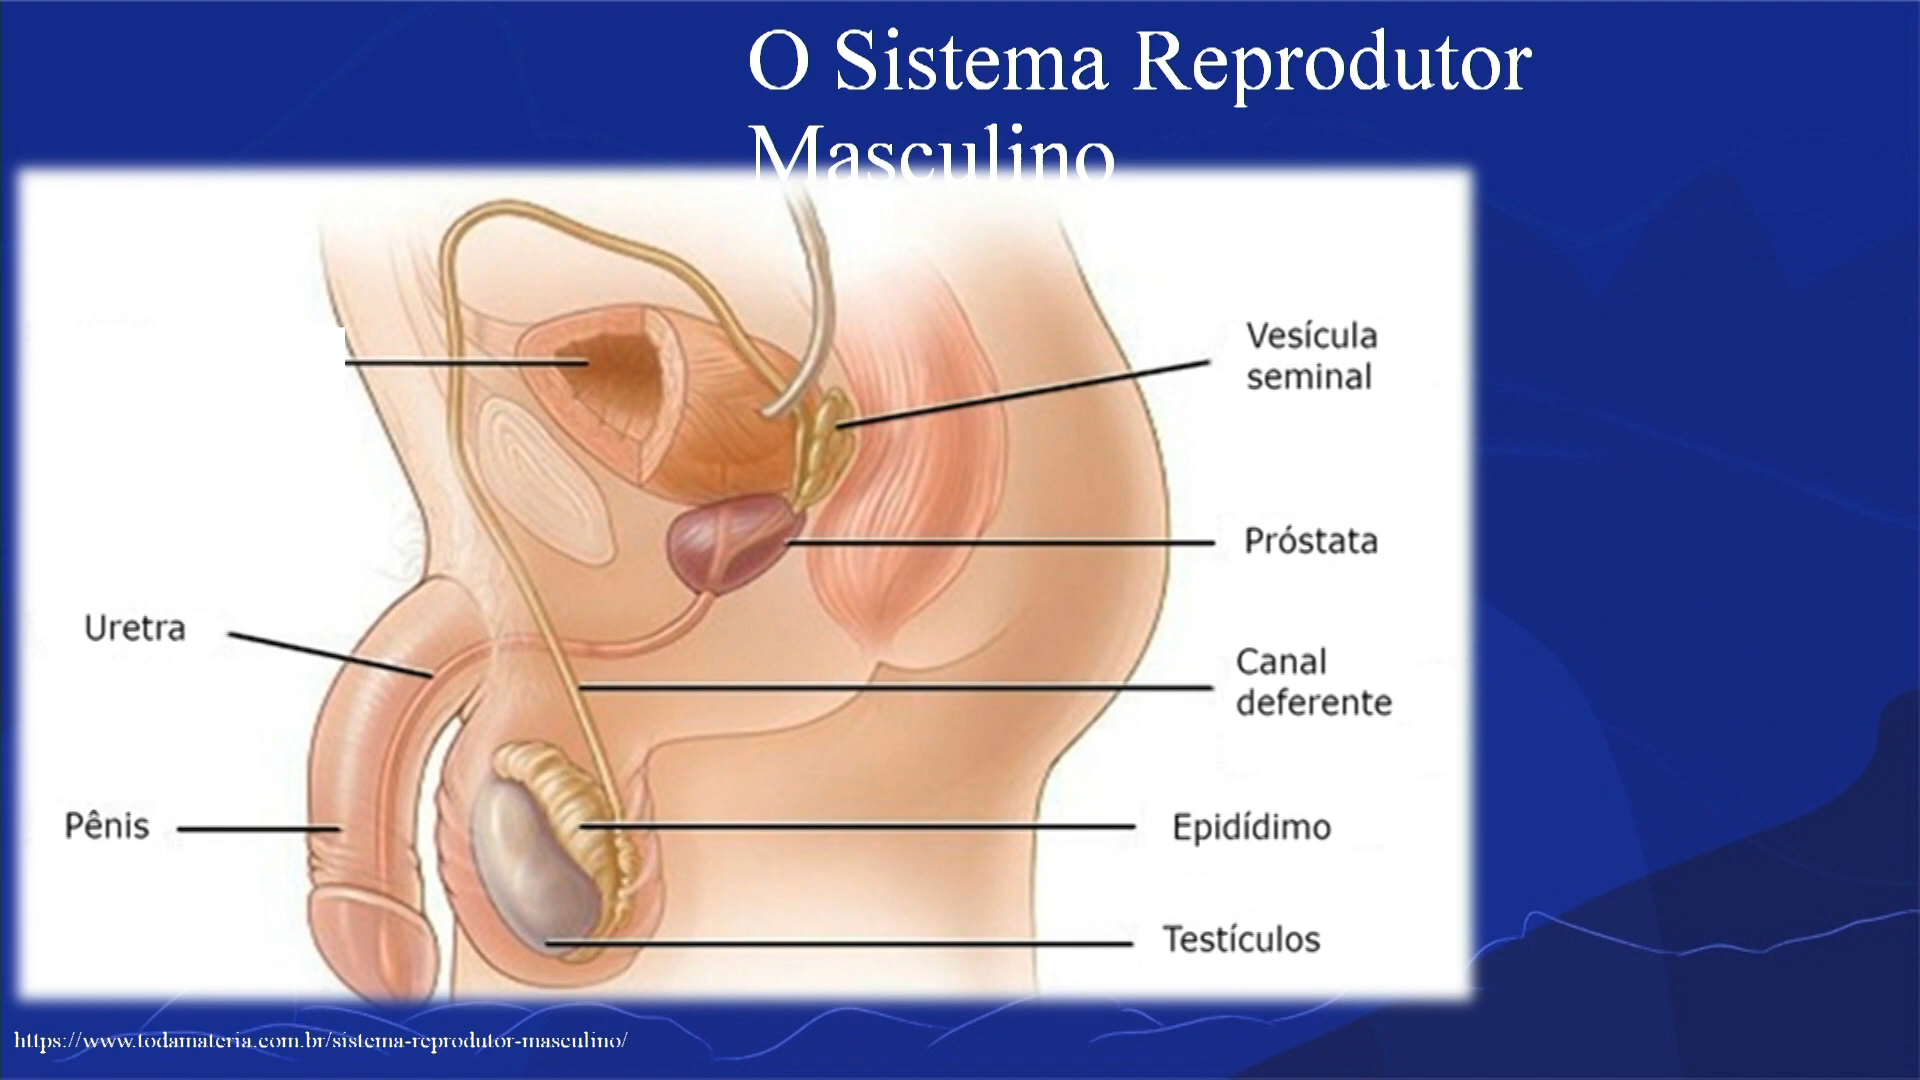 O Sistema Reprodutor
Masculino
Vesícula
seminal
Próstata
Uretra
Canal
deferente
Pênis
Epidídimo
Testículos
https://www.todamateria.com.br/sistema-reprodutor-masculino/